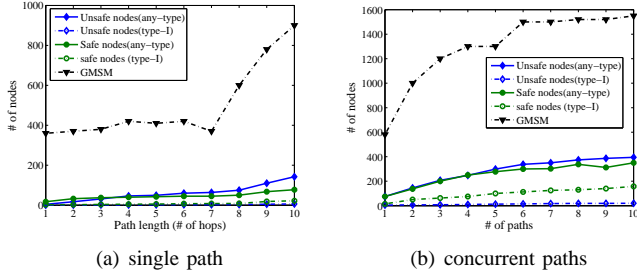 1000
800
600
400
200
0
# of nodes
Unsafe nodes(any-type)
Unsafe nodes(type-I)
Safe nodes(any-type)
safe nodes(type-I)
GMSM
1 2 3 4 5 6 7 8 9 10
Path length (# of hops)
(a) single path
1600
1400
1200
1000
800
600
400
200
0
# of nodes
Unsafe nodes(any-type)
Unsafe nodes(type-I)
Safe nodes(any-type)
safe nodes (type-I)
GMSM
1 2 3 4 5 6 7 8 9 10
# of paths
(b) concurrent paths